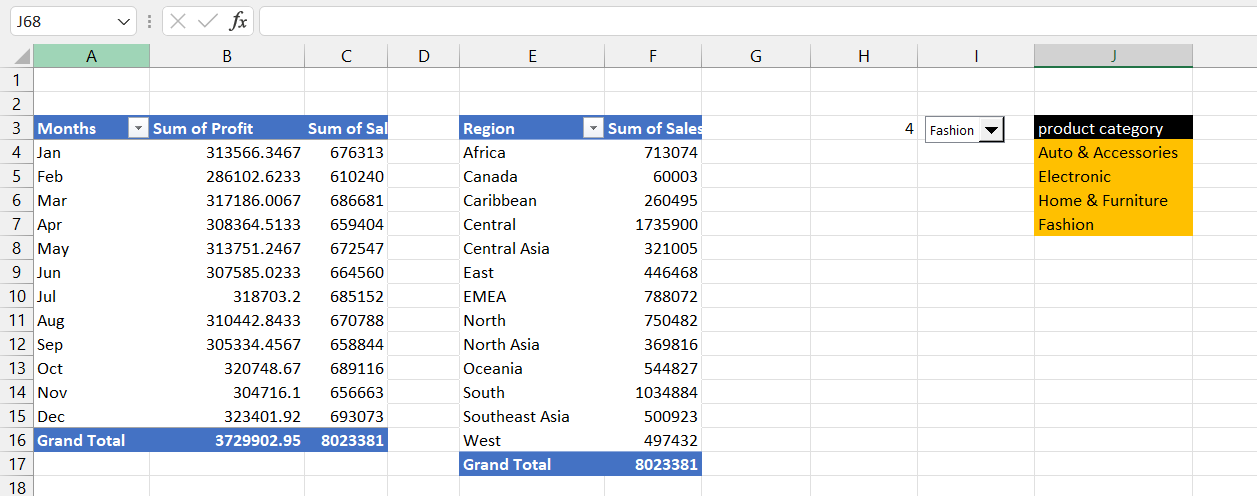 J68 fx
A B C D E F G H I J
1
2
3 Months Sum of Profit Sum of Sal Region Sum of Sales 4 Fashion product category
4 Jan 313566.3467 676313 Africa 713074 Auto & Accessories
5 Feb 286102.6233 610240 Canada 60003 Electronic
6 Mar 317186.0067 686681 Caribbean 260495 Home & Furniture
7 Apr 308364.5133 659404 Central 1735900 Fashion
8 May 313751.2467 672547 Central Asia 321005
9 Jun 307585.0233 664560 East 446468
10 Jul 318703.2 685152 EMEA 788072
11 Aug 310442.8433 670788 North 750482
12 Sep 305334.4567 658844 North Asia 369816
13 Oct 320748.67 689116 Oceania 544827
14 Nov 304716.1 656663 South 1034884
15 Dec 323401.92 693073 Southeast Asia 500923
16 Grand Total 3729902.95 8023381 West 497432
17 Grand Total 8023381
18